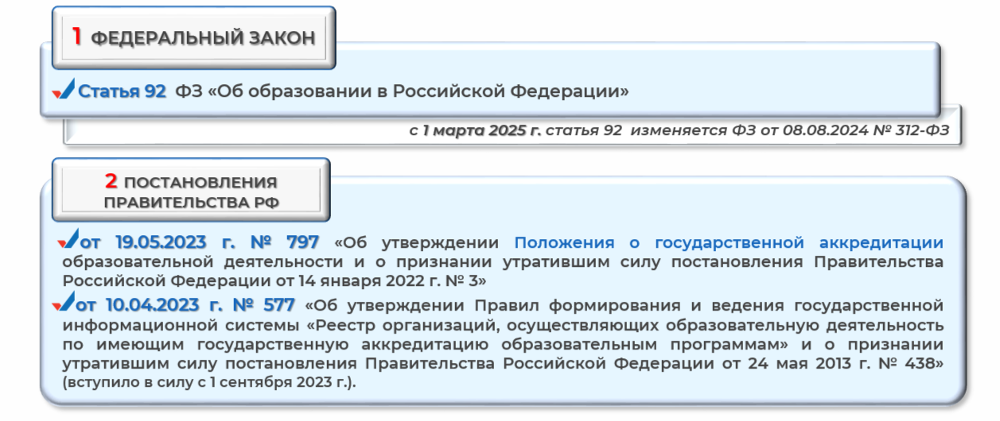 1 ФЕДЕРАЛЬНЫЙ ЗАКОН
Статья 92 ФЗ «Об образовании в Российской Федерации»
с 1 марта 2025 г. статья 92 изменяется ФЗ от 08.08.2024 № 312-ФЗ
2 ПОСТАНОВЛЕНИЯ
ПРАВИТЕЛЬСТВА РФ
от 19.05.2023 г. № 797 «Об утверждении Положения о государственной аккредитации
образовательной деятельности и о признании утратившим силу постановления Правительства
Российской Федерации от 14 января 2022 г. № 3»
от 10.04.2023 г. № 577 «Об утверждении Правил формирования и ведения государственной
информационной системы «Реестр организаций, осуществляющих образовательную деятельность
по имеющим государственную аккредитацию образовательным программам» и о признании
утратившим силу постановления Правительства Российской Федерации от 24 мая 2013 г. № 438»
(вступило в силу с 1 сентября 2023 г.).